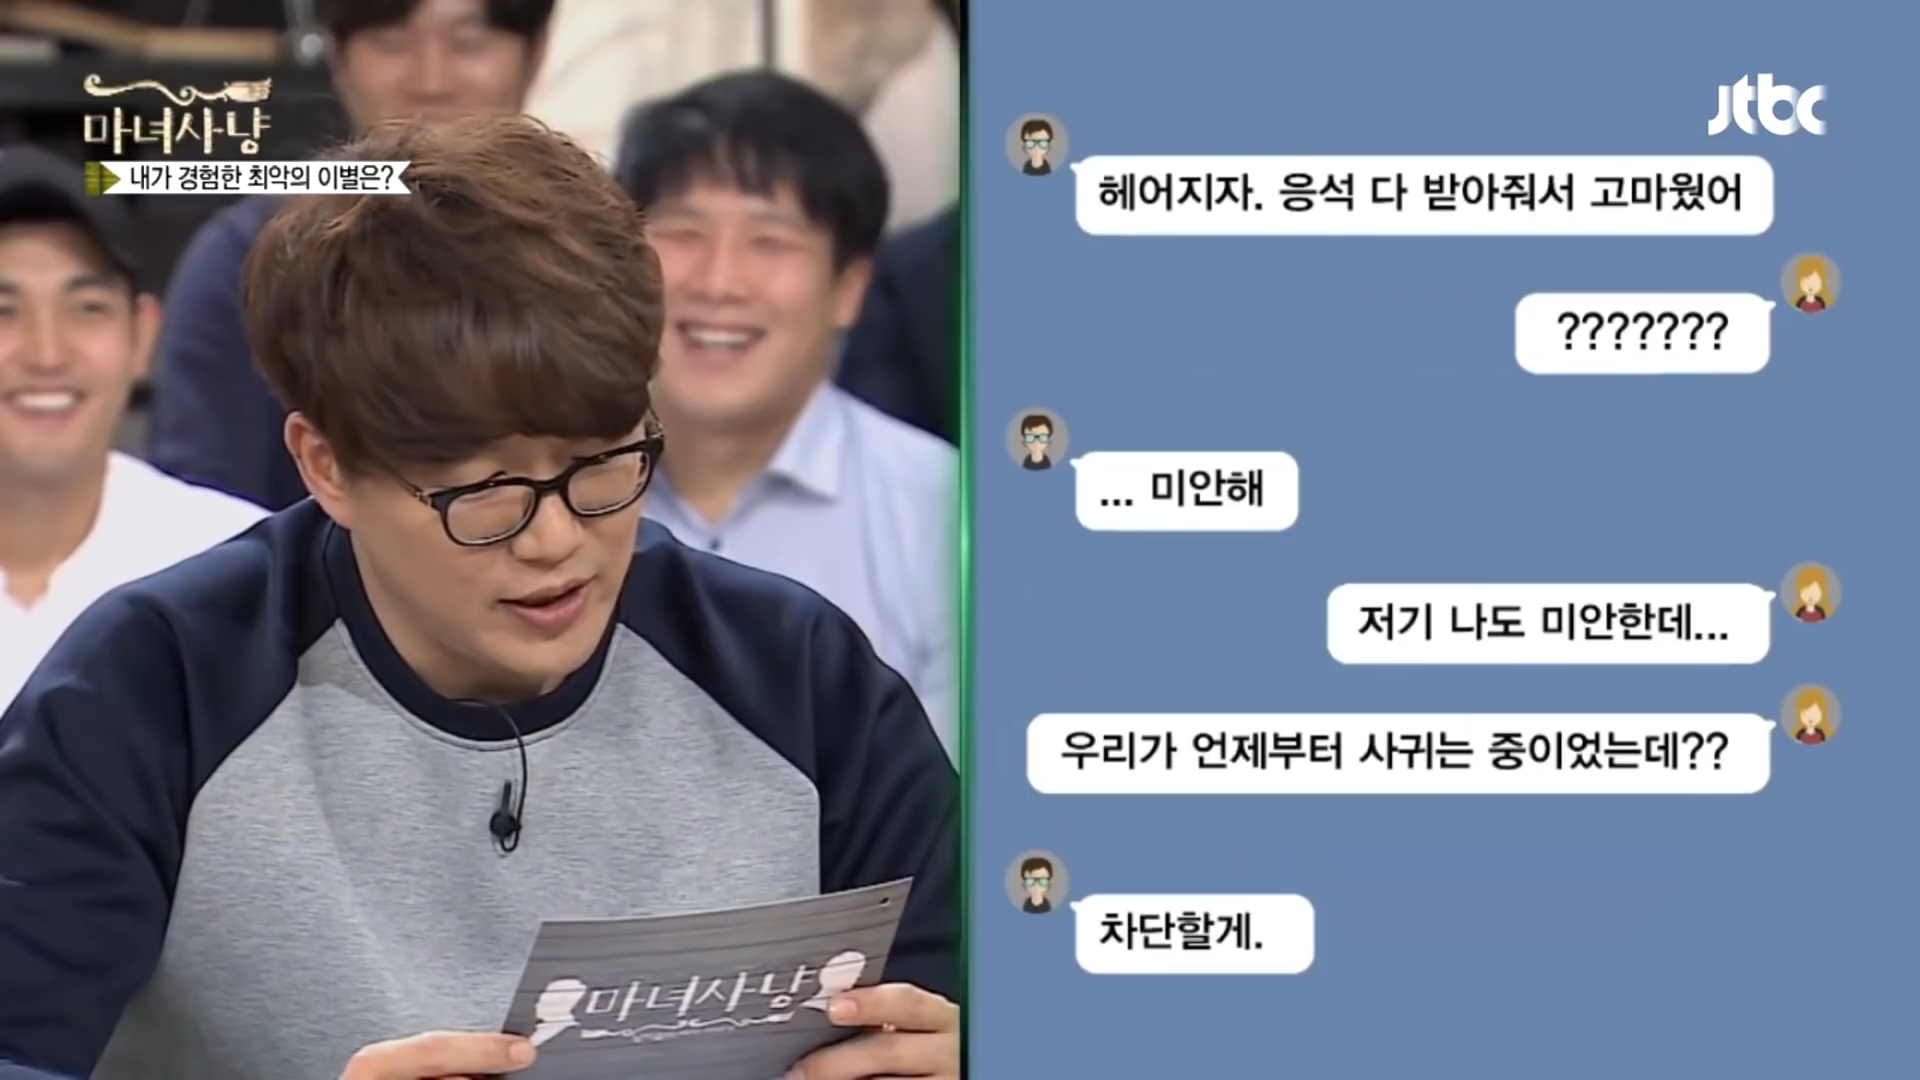 마녀사냥
내가 경험한 최악의 이별은?
jtbc
헤어지자. 응석 다 받아줘서 고마웠어
???????
... 미안해
저기 나도 미안한데...
우리가 언제부터 사귀는 중이었는데??
차단할게.
마녀사냥